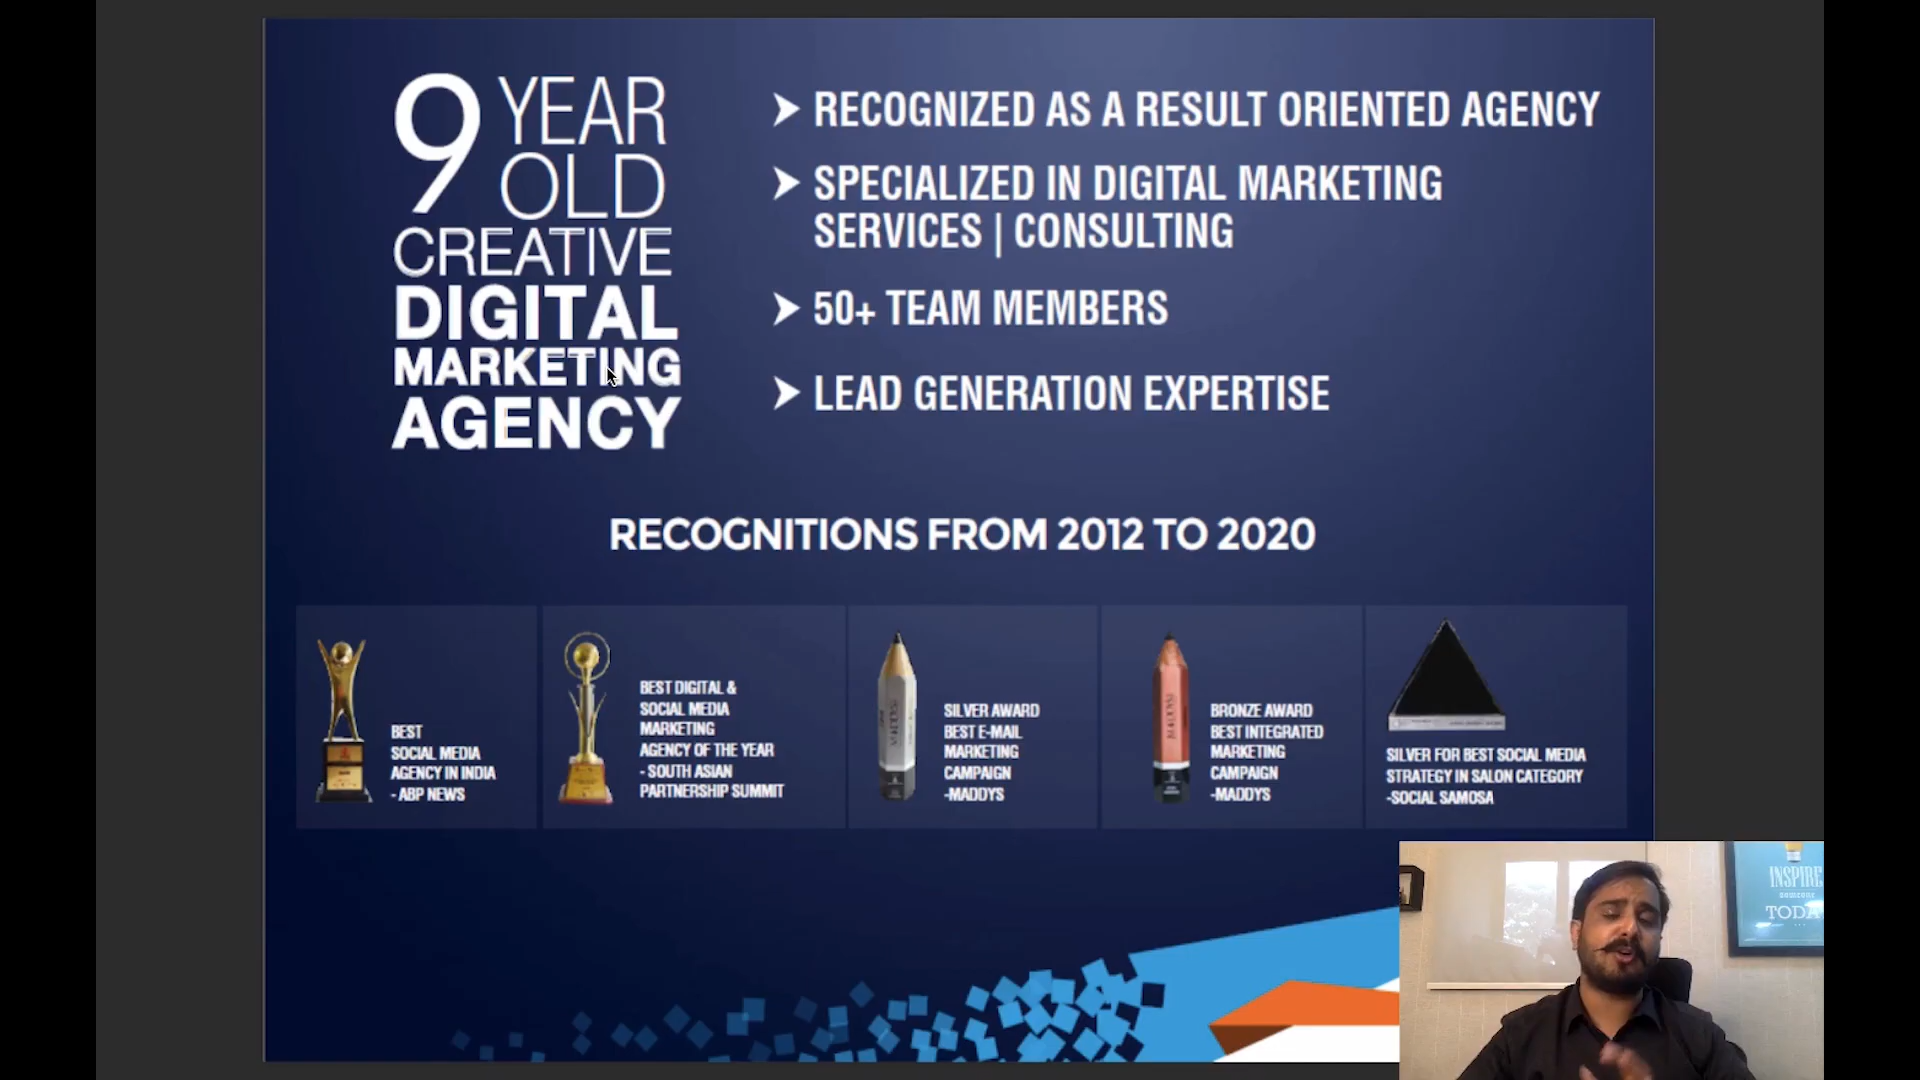 9 YEAR
OLD
CREATIVE
DIGITAL
MARKETING
AGENCY
RECOGNIZED AS A RESULT ORIENTED AGENCY
SPECIALIZED IN DIGITAL MARKETING
SERVICES | CONSULTING
50+ TEAM MEMBERS
LEAD GENERATION EXPERTISE
RECOGNITIONS FROM 2012 TO 2020
BEST
SOCIAL MEDIA
AGENCY IN INDIA
- ABP NEWS
BEST DIGITAL &
SOCIAL MEDIA
MARKETING
AGENCY OF THE YEAR
- SOUTH ASIAN
PARTNERSHIP SUMMIT
SILVER AWARD
BEST E-MAIL
MARKETING
CAMPAIGN
-MADDYS
BRONZE AWARD
BEST INTEGRATED
MARKETING
CAMPAIGN
-MADDYS
SILVER FOR BEST SOCIAL MEDIA
STRATEGY IN SALON CATEGORY
-SOCIAL SAMOSA
INSPIRE
TODA